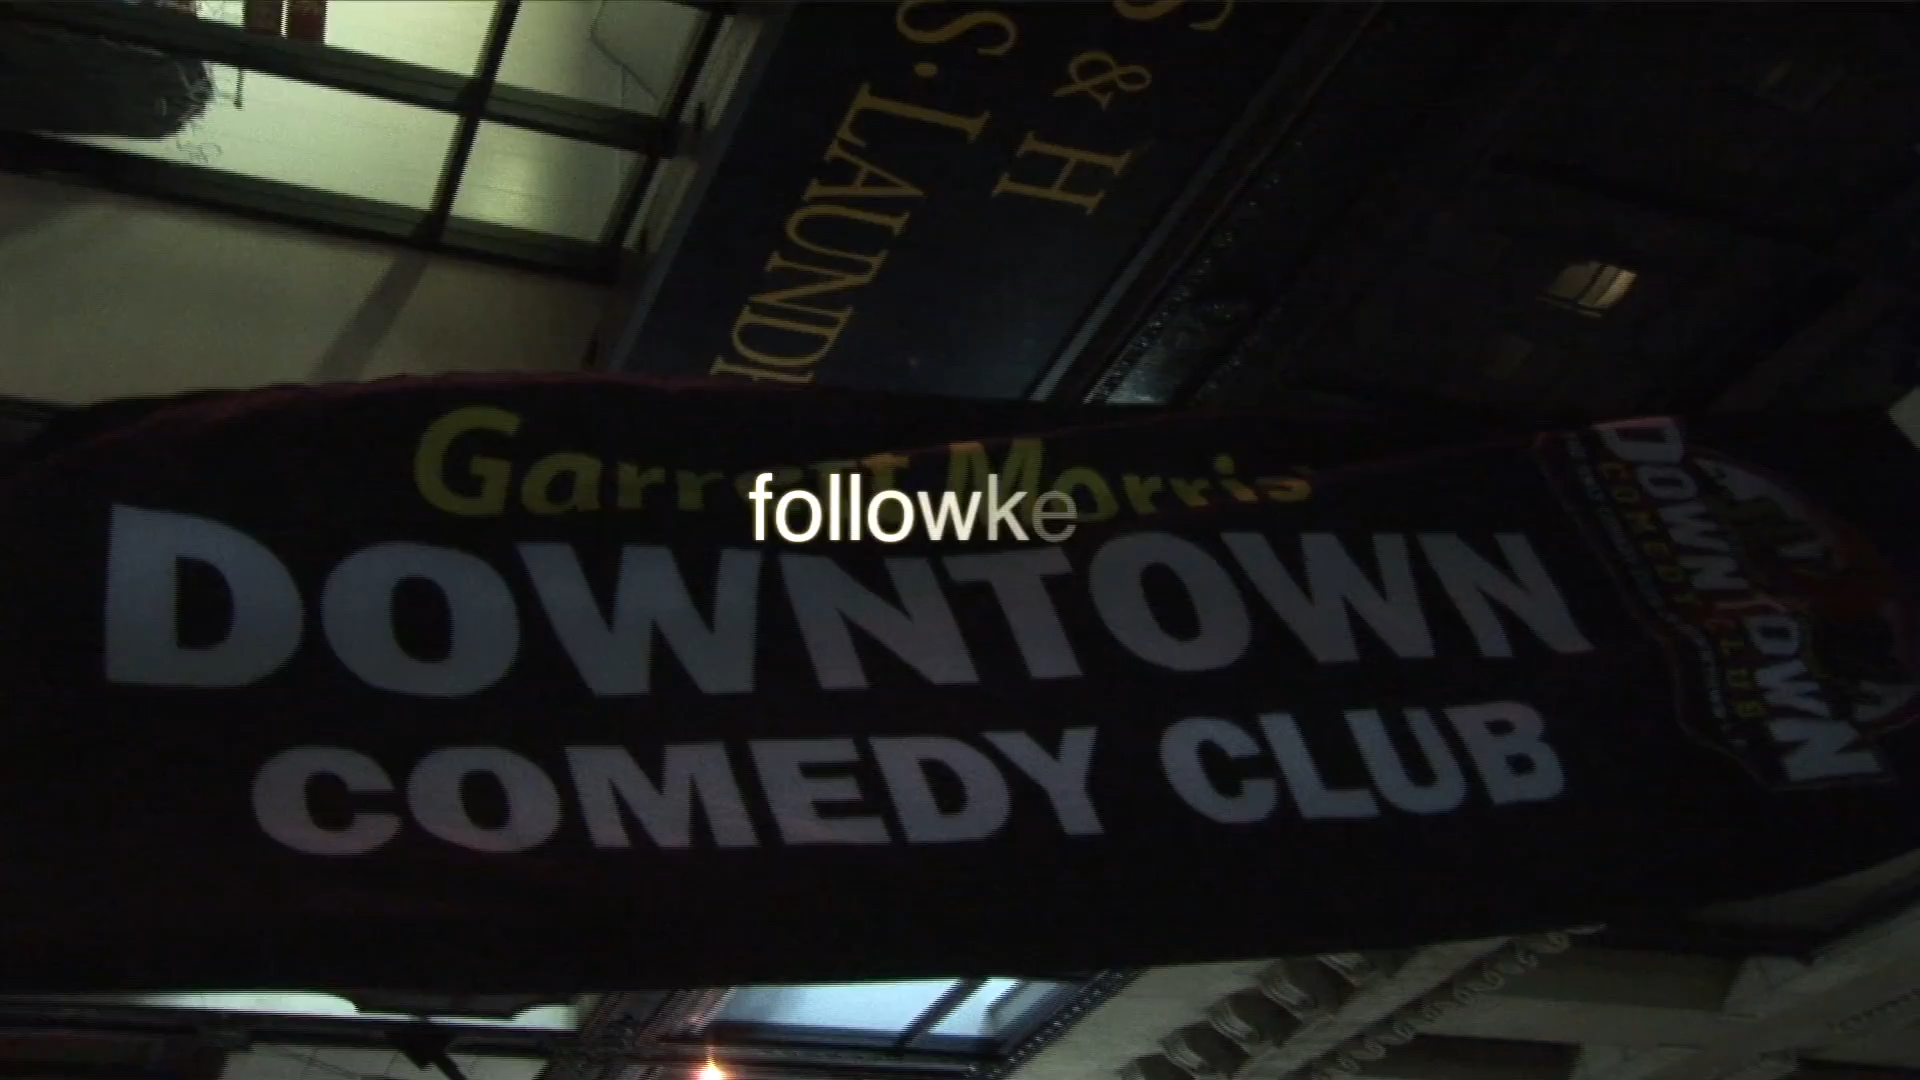 S & H
S · LAUND
Garrett Morris'
followke
DOWNTOWN
COMEDY CLUB
DOWNTOWN
COMEDY CLUB